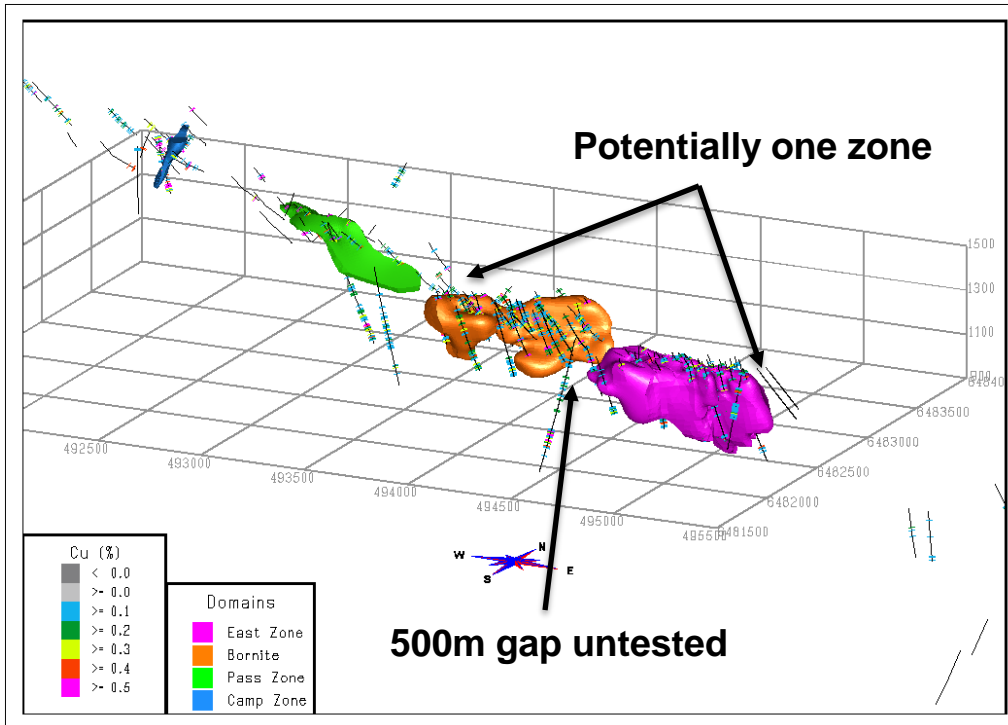 Potentially one zone
1500
1300
1100
900
6483500
6483000
6482500
6482000
6481500
492500
493000
493500
494000
494500
495000
495500
W
N
S
E
500m gap untested
Cu (%)
< 0.0
>= 0.0
>= 0.1
>= 0.2
>= 0.3
>= 0.4
>= 0.5
Domains
East Zone
Bornite
Pass Zone
Camp Zone